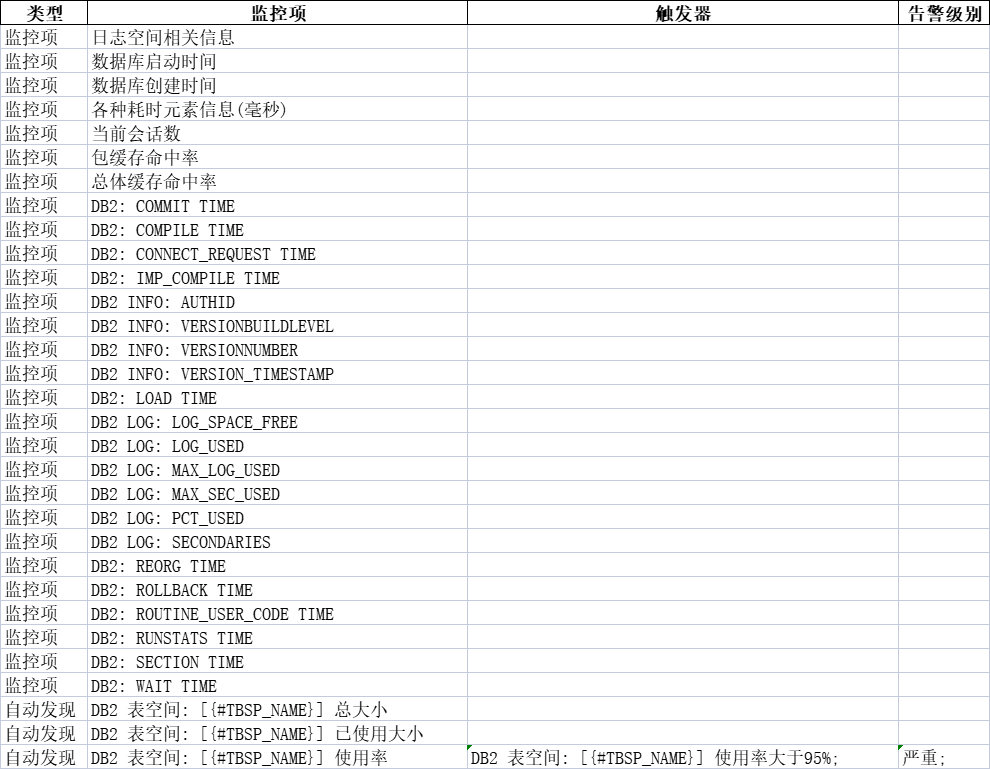 类型 监控项 触发器 告警级别
监控项 日志空间相关信息
监控项 数据库启动时间
监控项 数据库创建时间
监控项 各种耗时元素信息(毫秒)
监控项 当前会话数
监控项 包缓存命中率
监控项 总体缓存命中率
监控项 DB2: COMMIT TIME
监控项 DB2: COMPILE TIME
监控项 DB2: CONNECT_REQUEST TIME
监控项 DB2: IMP_COMPILE TIME
监控项 DB2 INFO: AUTHID
监控项 DB2 INFO: VERSIONBUILDLEVEL
监控项 DB2 INFO: VERSIONNUMBER
监控项 DB2 INFO: VERSION_TIMESTAMP
监控项 DB2: LOAD TIME
监控项 DB2 LOG: LOG_SPACE_FREE
监控项 DB2 LOG: LOG_USED
监控项 DB2 LOG: MAX_LOG_USED
监控项 DB2 LOG: MAX_SEC_USED
监控项 DB2 LOG: PCT_USED
监控项 DB2 LOG: SECONDARIES
监控项 DB2: REORG TIME
监控项 DB2: ROLLBACK TIME
监控项 DB2: ROUTINE_USER_CODE TIME
监控项 DB2: RUNSTATS TIME
监控项 DB2: SECTION TIME
监控项 DB2: WAIT TIME
自动发现 DB2 表空间: [{#TBSP_NAME}] 总大小
自动发现 DB2 表空间: [{#TBSP_NAME}] 已使用大小
自动发现 DB2 表空间: [{#TBSP_NAME}] 使用率 DB2 表空间: [{#TBSP_NAME}] 使用率大于95%; 严重;